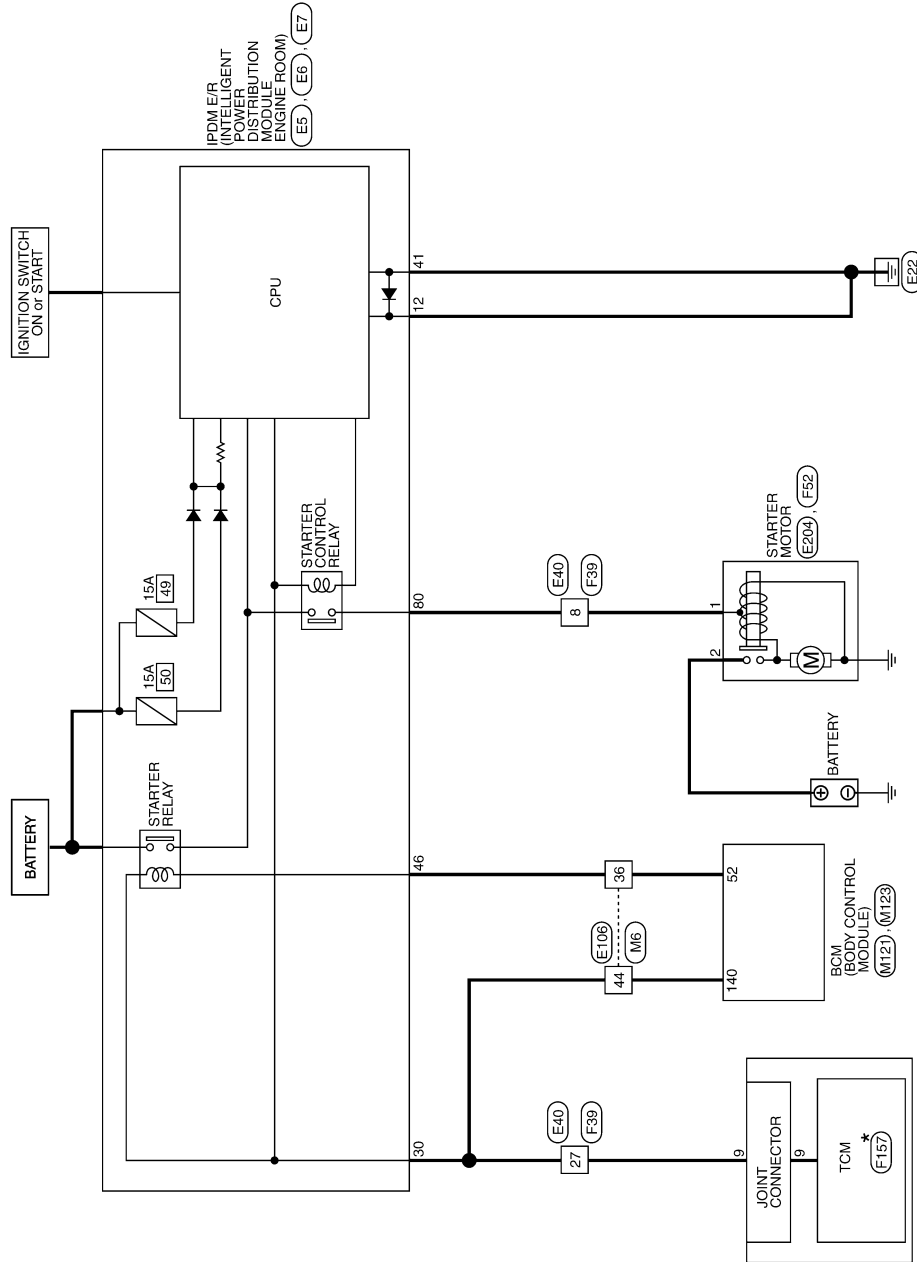 BATTERY
IGNITION SWITCH
ON or START
IPDM E/R
(INTELLIGENT
POWER
DISTRIBUTION
MODULE
ENGINE ROOM)
E5 , E6 , E7
STARTER
RELAY
15A
50
15A
49
STARTER
CONTROL
RELAY
CPU
30
46
80
12
41
E40
27
F39
E106
44
36
M6
E40
8
F39
9
JOINT
CONNECTOR
9
TCM
*
F157
140
52
BCM
(BODY CONTROL
MODULE)
M121 , M123
BATTERY
2
1
M
STARTER
MOTOR
E204 , F52
E22